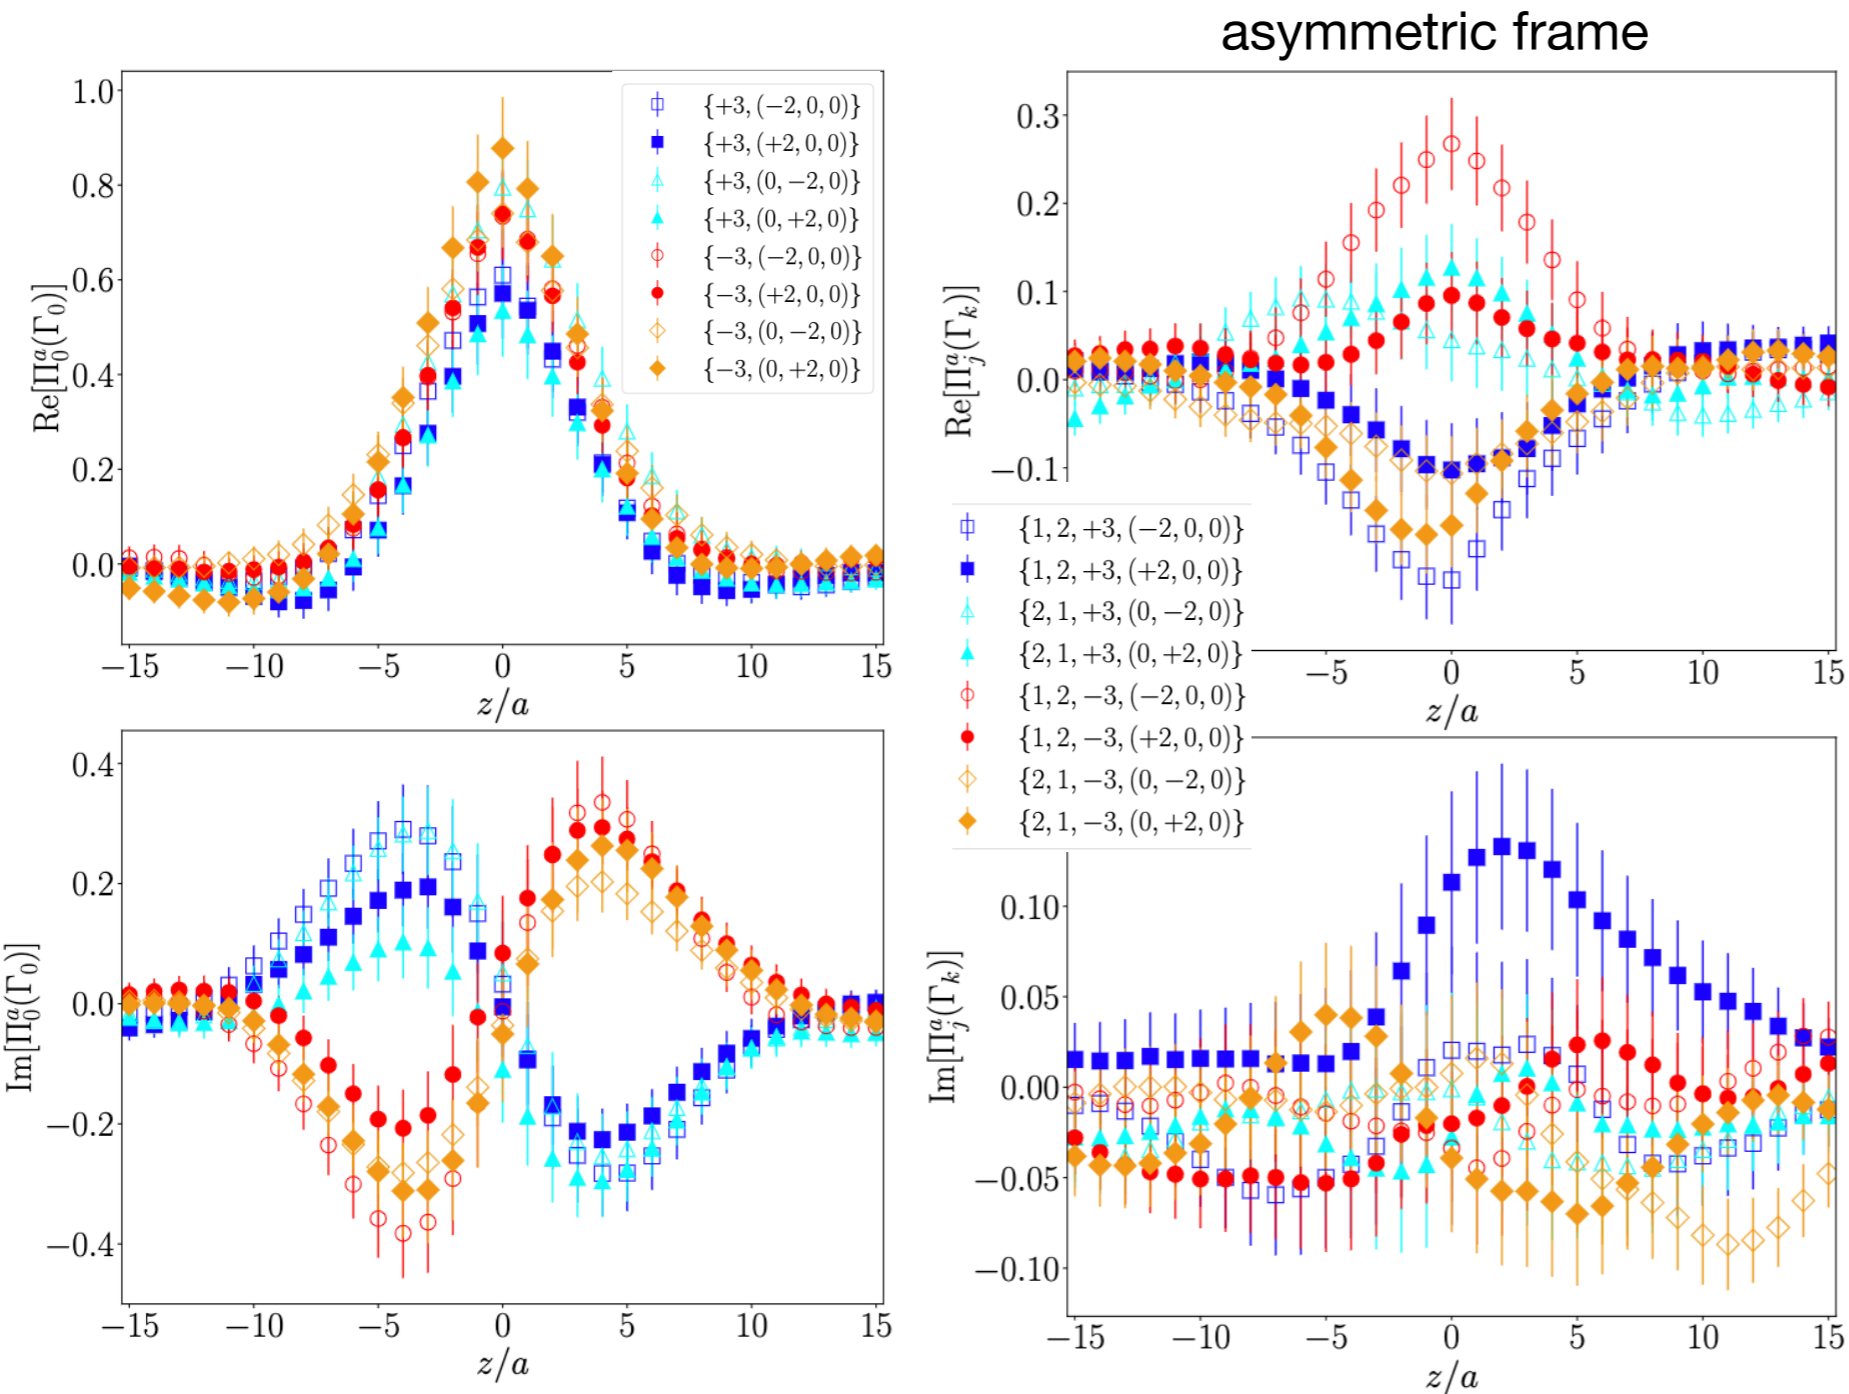 asymmetric frame
1.0
0.8
0.6
0.4
0.2
0.0
Re[Π₀ᵃ(Γ₀)]
{+3, (−2, 0, 0)}
{+3, (+2, 0, 0)}
{+3, (0, −2, 0)}
{+3, (0, +2, 0)}
{−3, (−2, 0, 0)}
{−3, (+2, 0, 0)}
{−3, (0, −2, 0)}
{−3, (0, +2, 0)}
−15 −10 −5 0 5 10 15
z/a
0.3
0.2
0.1
0.0
−0.1
Re[Πⱼᵃ(Γₖ)]
−5 0 5 10 15
z/a
{1, 2, +3, (−2, 0, 0)}
{1, 2, +3, (+2, 0, 0)}
{2, 1, +3, (0, −2, 0)}
{2, 1, +3, (0, +2, 0)}
{1, 2, −3, (−2, 0, 0)}
{1, 2, −3, (+2, 0, 0)}
{2, 1, −3, (0, −2, 0)}
{2, 1, −3, (0, +2, 0)}
0.4
0.2
0.0
−0.2
−0.4
Im[Π₀ᵃ(Γ₀)]
−15 −10 −5 0 5 10 15
z/a
0.10
0.05
0.00
−0.05
−0.10
Im[Πⱼᵃ(Γₖ)]
−15 −10 −5 0 5 10 15
z/a